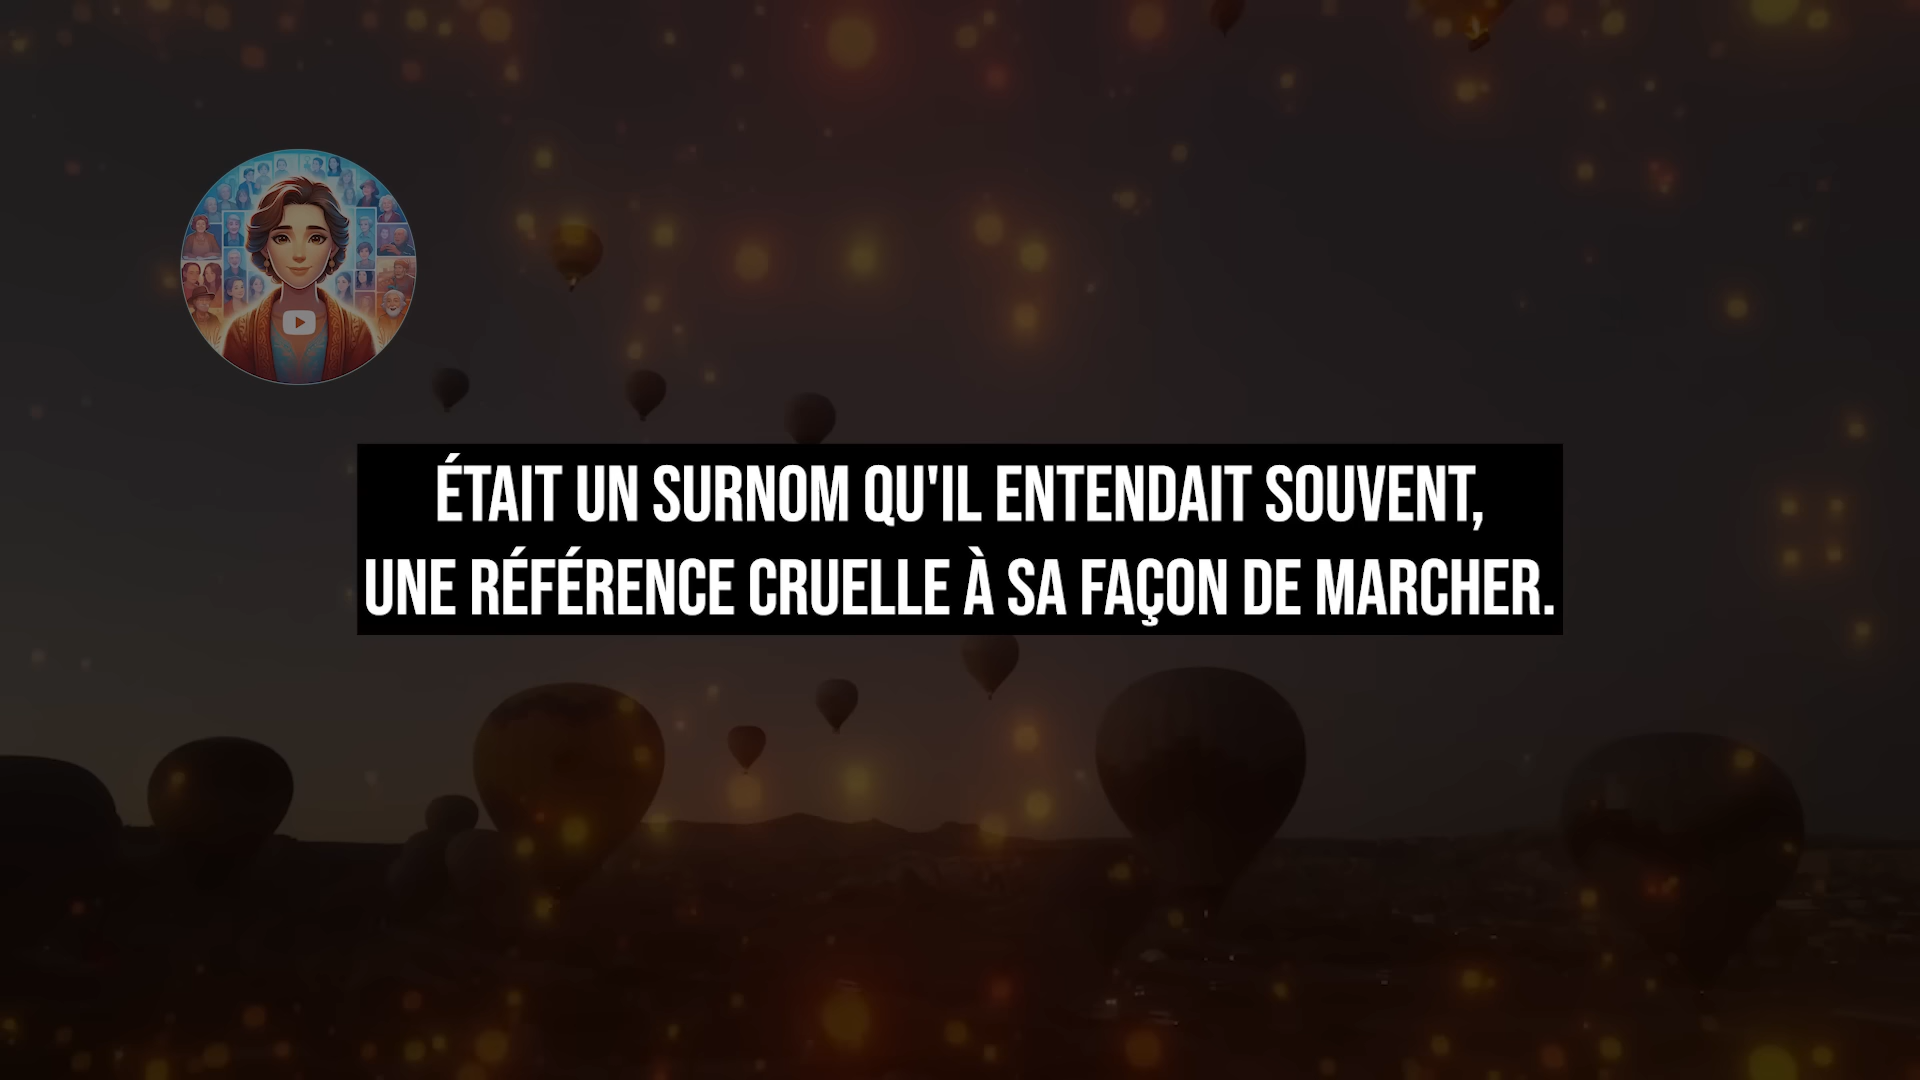 ÉTAIT UN SURNOM QU'IL ENTENDAIT SOUVENT,
UNE RÉFÉRENCE CRUELLE À SA FAÇON DE MARCHER.